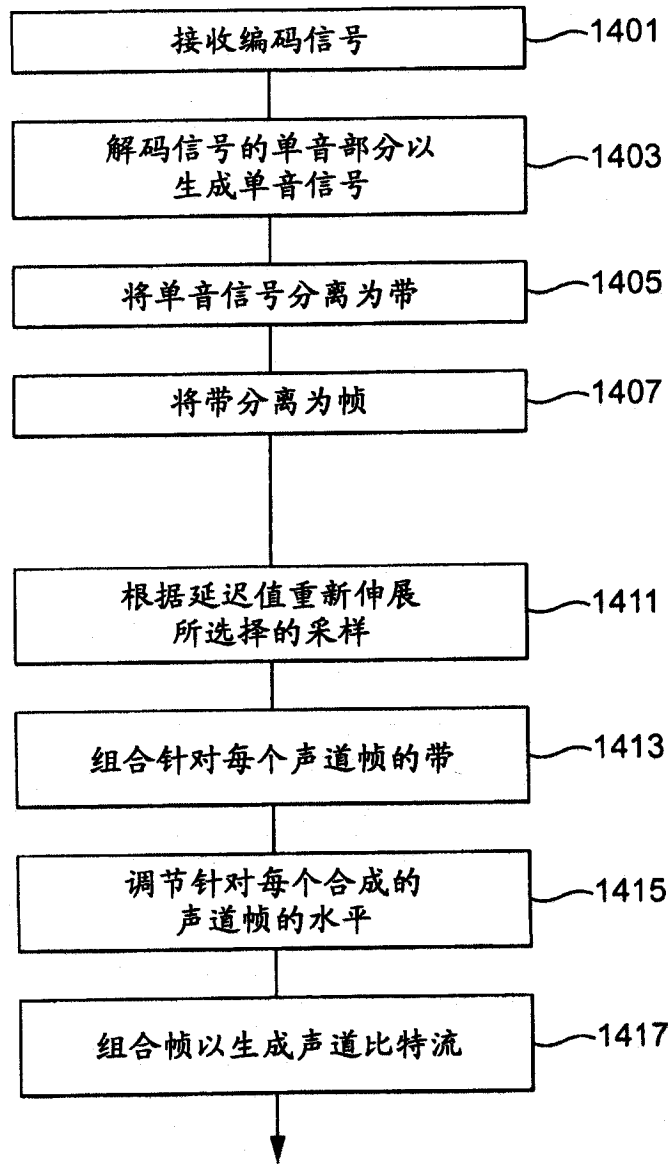 接收编码信号
1401
解码信号的单音部分以
生成单音信号
1403
将单音信号分离为带
1405
将带分离为帧
1407
根据延迟值重新伸展
所选择的采样
1411
组合针对每个声道帧的带
1413
调节针对每个合成的
声道帧的水平
1415
组合帧以生成声道比特流
1417